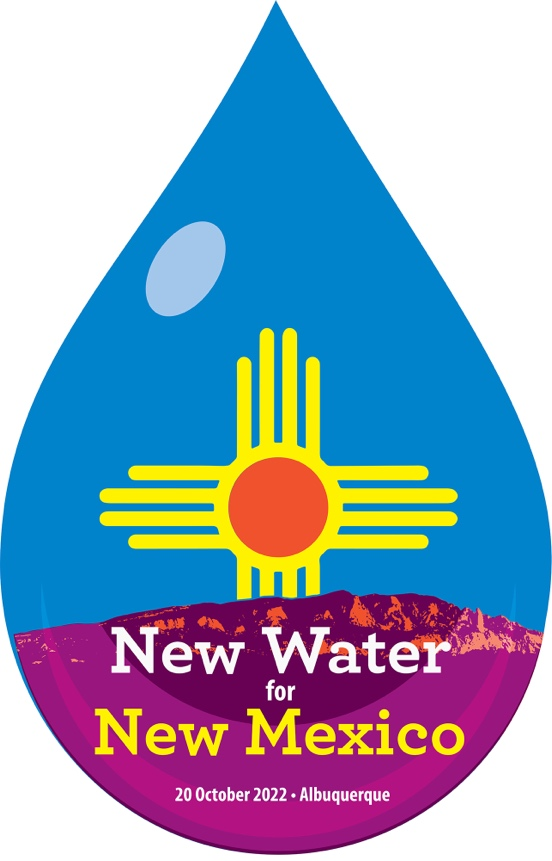 New Water
for
New Mexico
20 October 2022 • Albuquerque